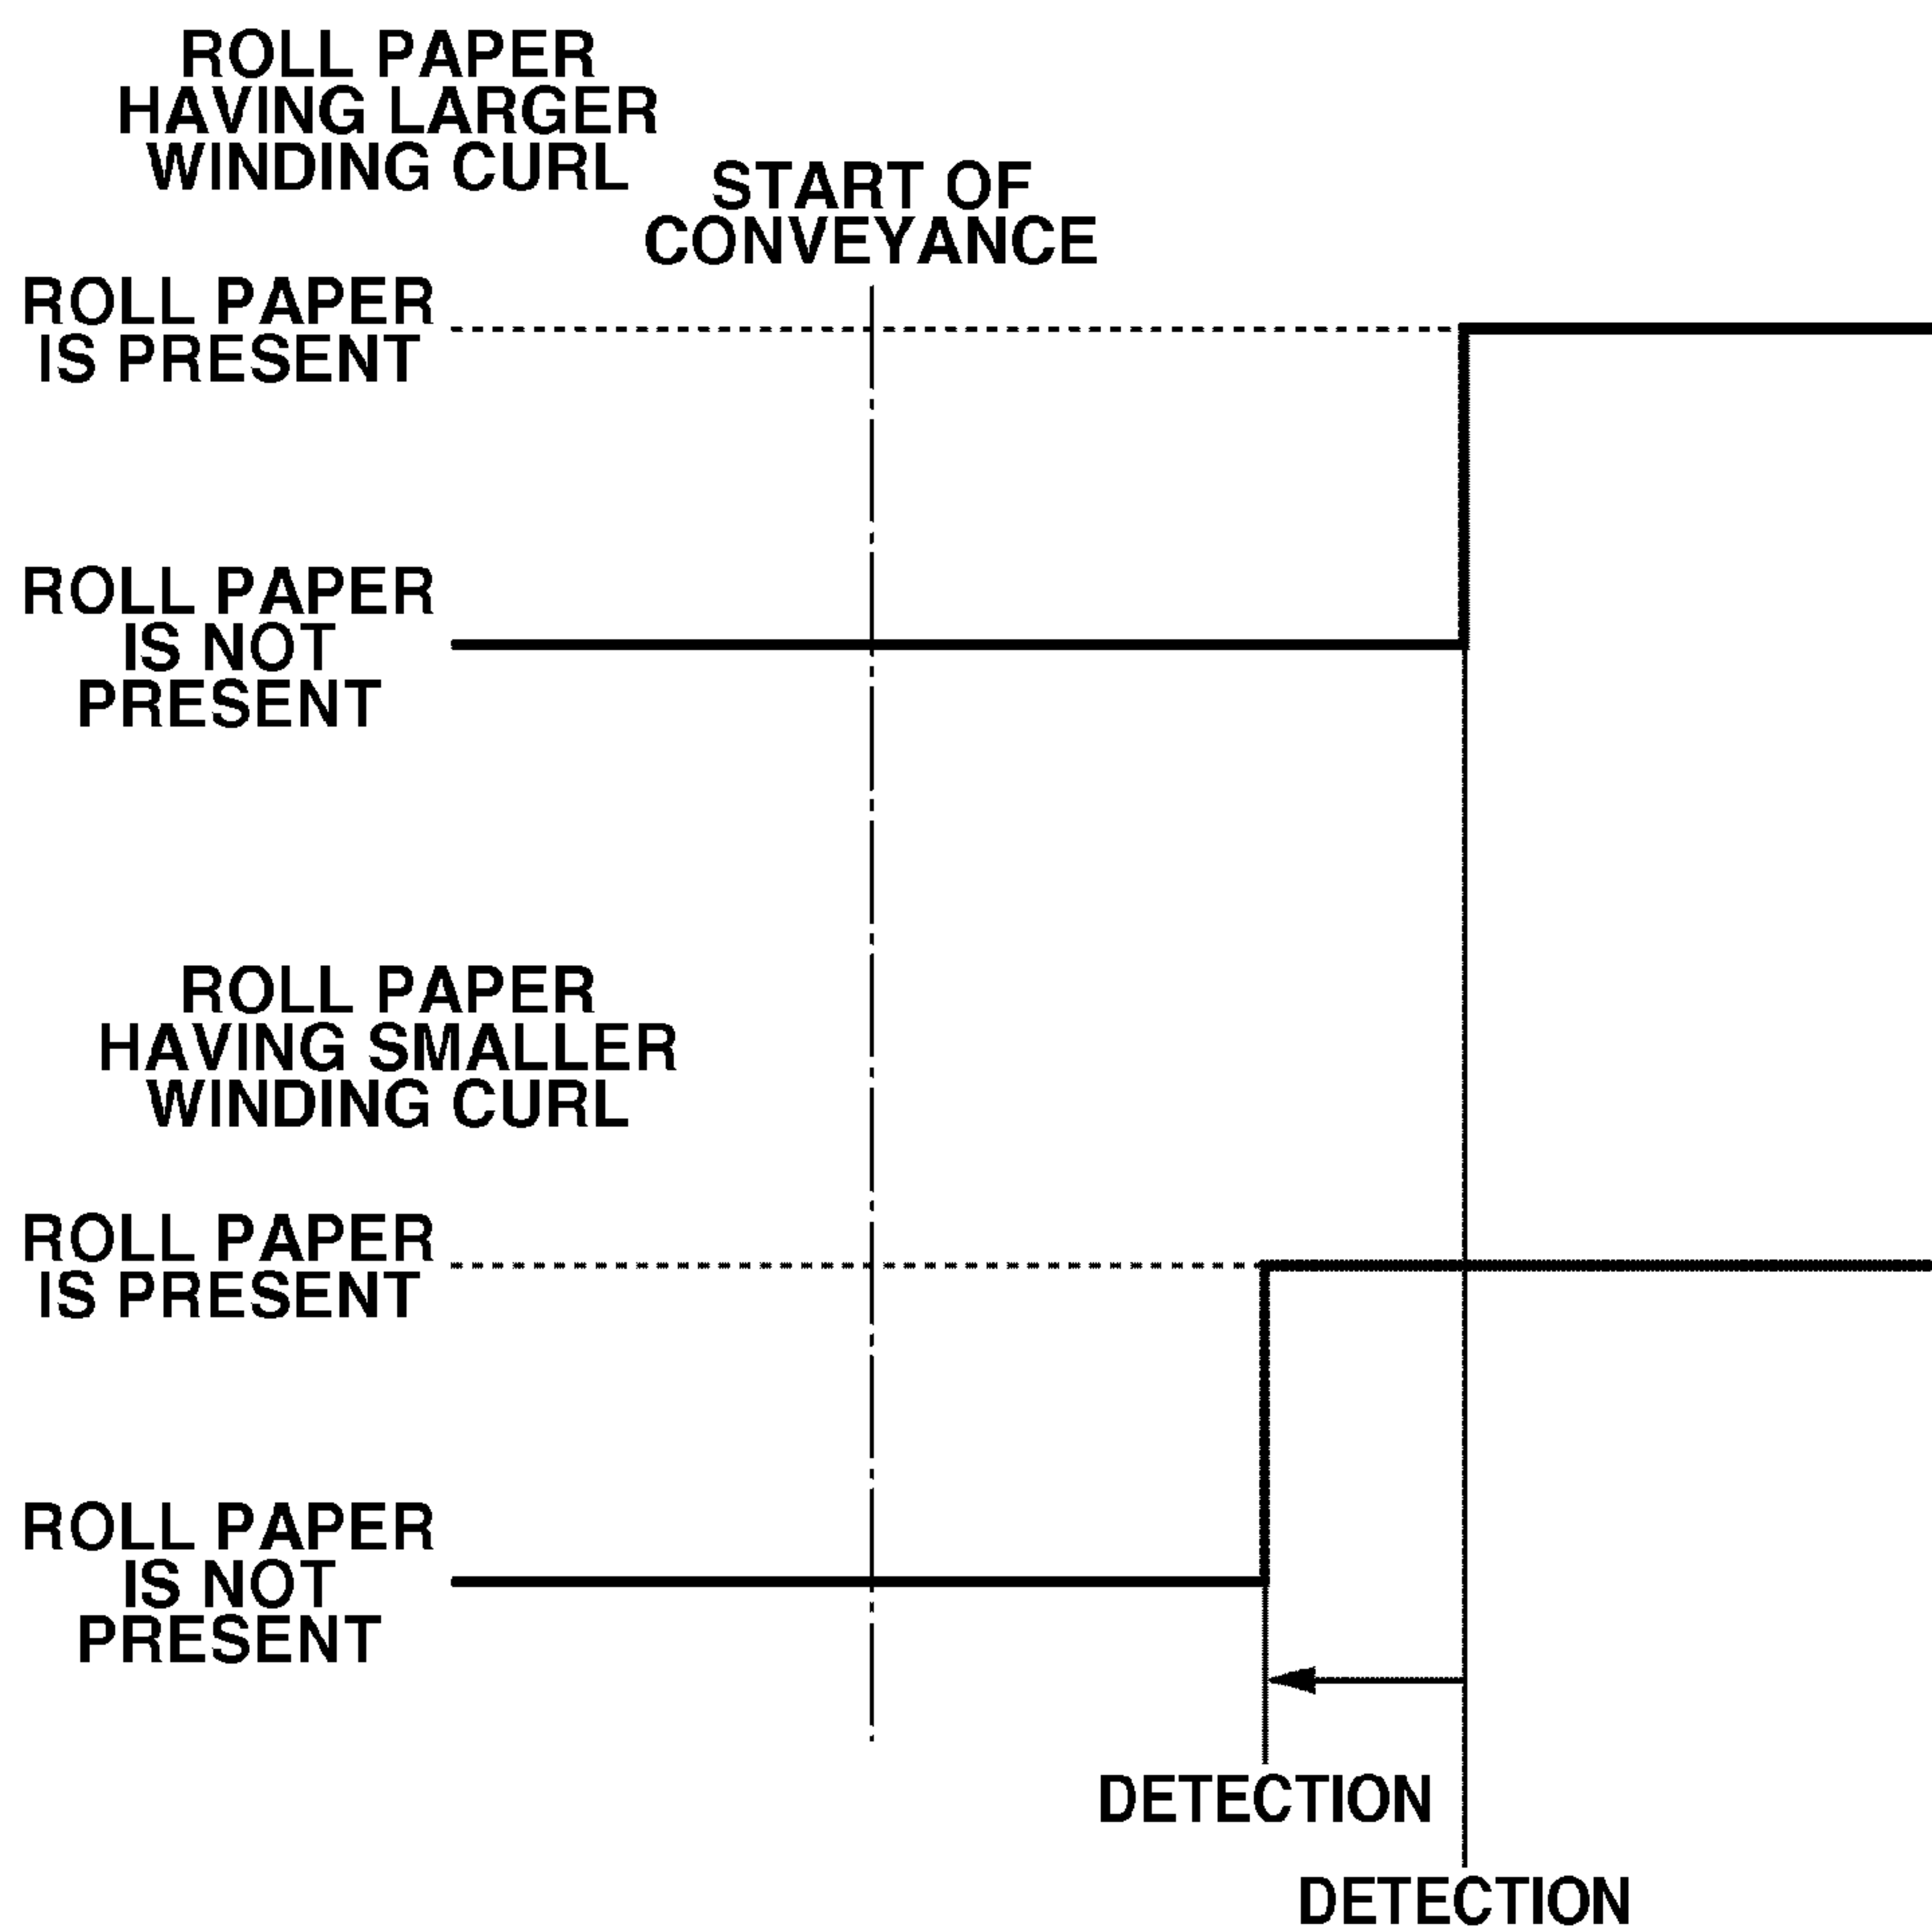 ROLL PAPER
HAVING LARGER
WINDING CURL
START OF
CONVEYANCE
ROLL PAPER
IS PRESENT
ROLL PAPER
IS NOT
PRESENT
ROLL PAPER
HAVING SMALLER
WINDING CURL
ROLL PAPER
IS PRESENT
ROLL PAPER
IS NOT
PRESENT
DETECTION
DETECTION